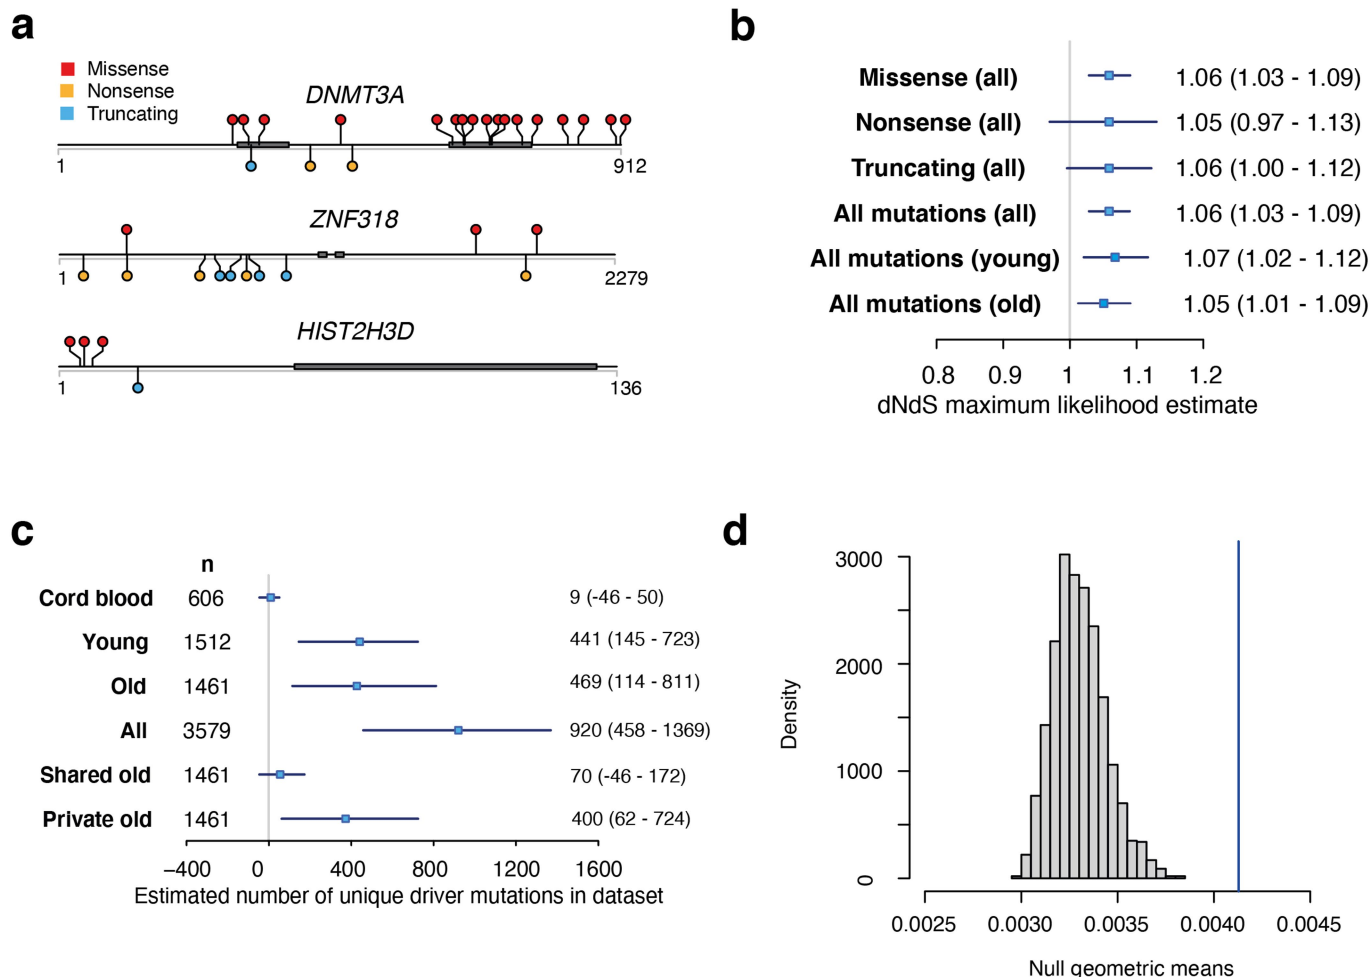 a
Missense
Nonsense
Truncating
DNMT3A
1 912
ZNF318
1 2279
HIST2H3D
1 136
b
Missense (all) 1.06 (1.03 - 1.09)
Nonsense (all) 1.05 (0.97 - 1.13)
Truncating (all) 1.06 (1.00 - 1.12)
All mutations (all) 1.06 (1.03 - 1.09)
All mutations (young) 1.07 (1.02 - 1.12)
All mutations (old) 1.05 (1.01 - 1.09)
0.8 0.9 1 1.1 1.2
dNdS maximum likelihood estimate
c
n
Cord blood 606 9 (-46 - 50)
Young 1512 441 (145 - 723)
Old 1461 469 (114 - 811)
All 3579 920 (458 - 1369)
Shared old 1461 70 (-46 - 172)
Private old 1461 400 (62 - 724)
−400 0 400 800 1200 1600
Estimated number of unique driver mutations in dataset
d
Density
3000
2000
1000
0
0.0025 0.0030 0.0035 0.0040 0.0045
Null geometric means